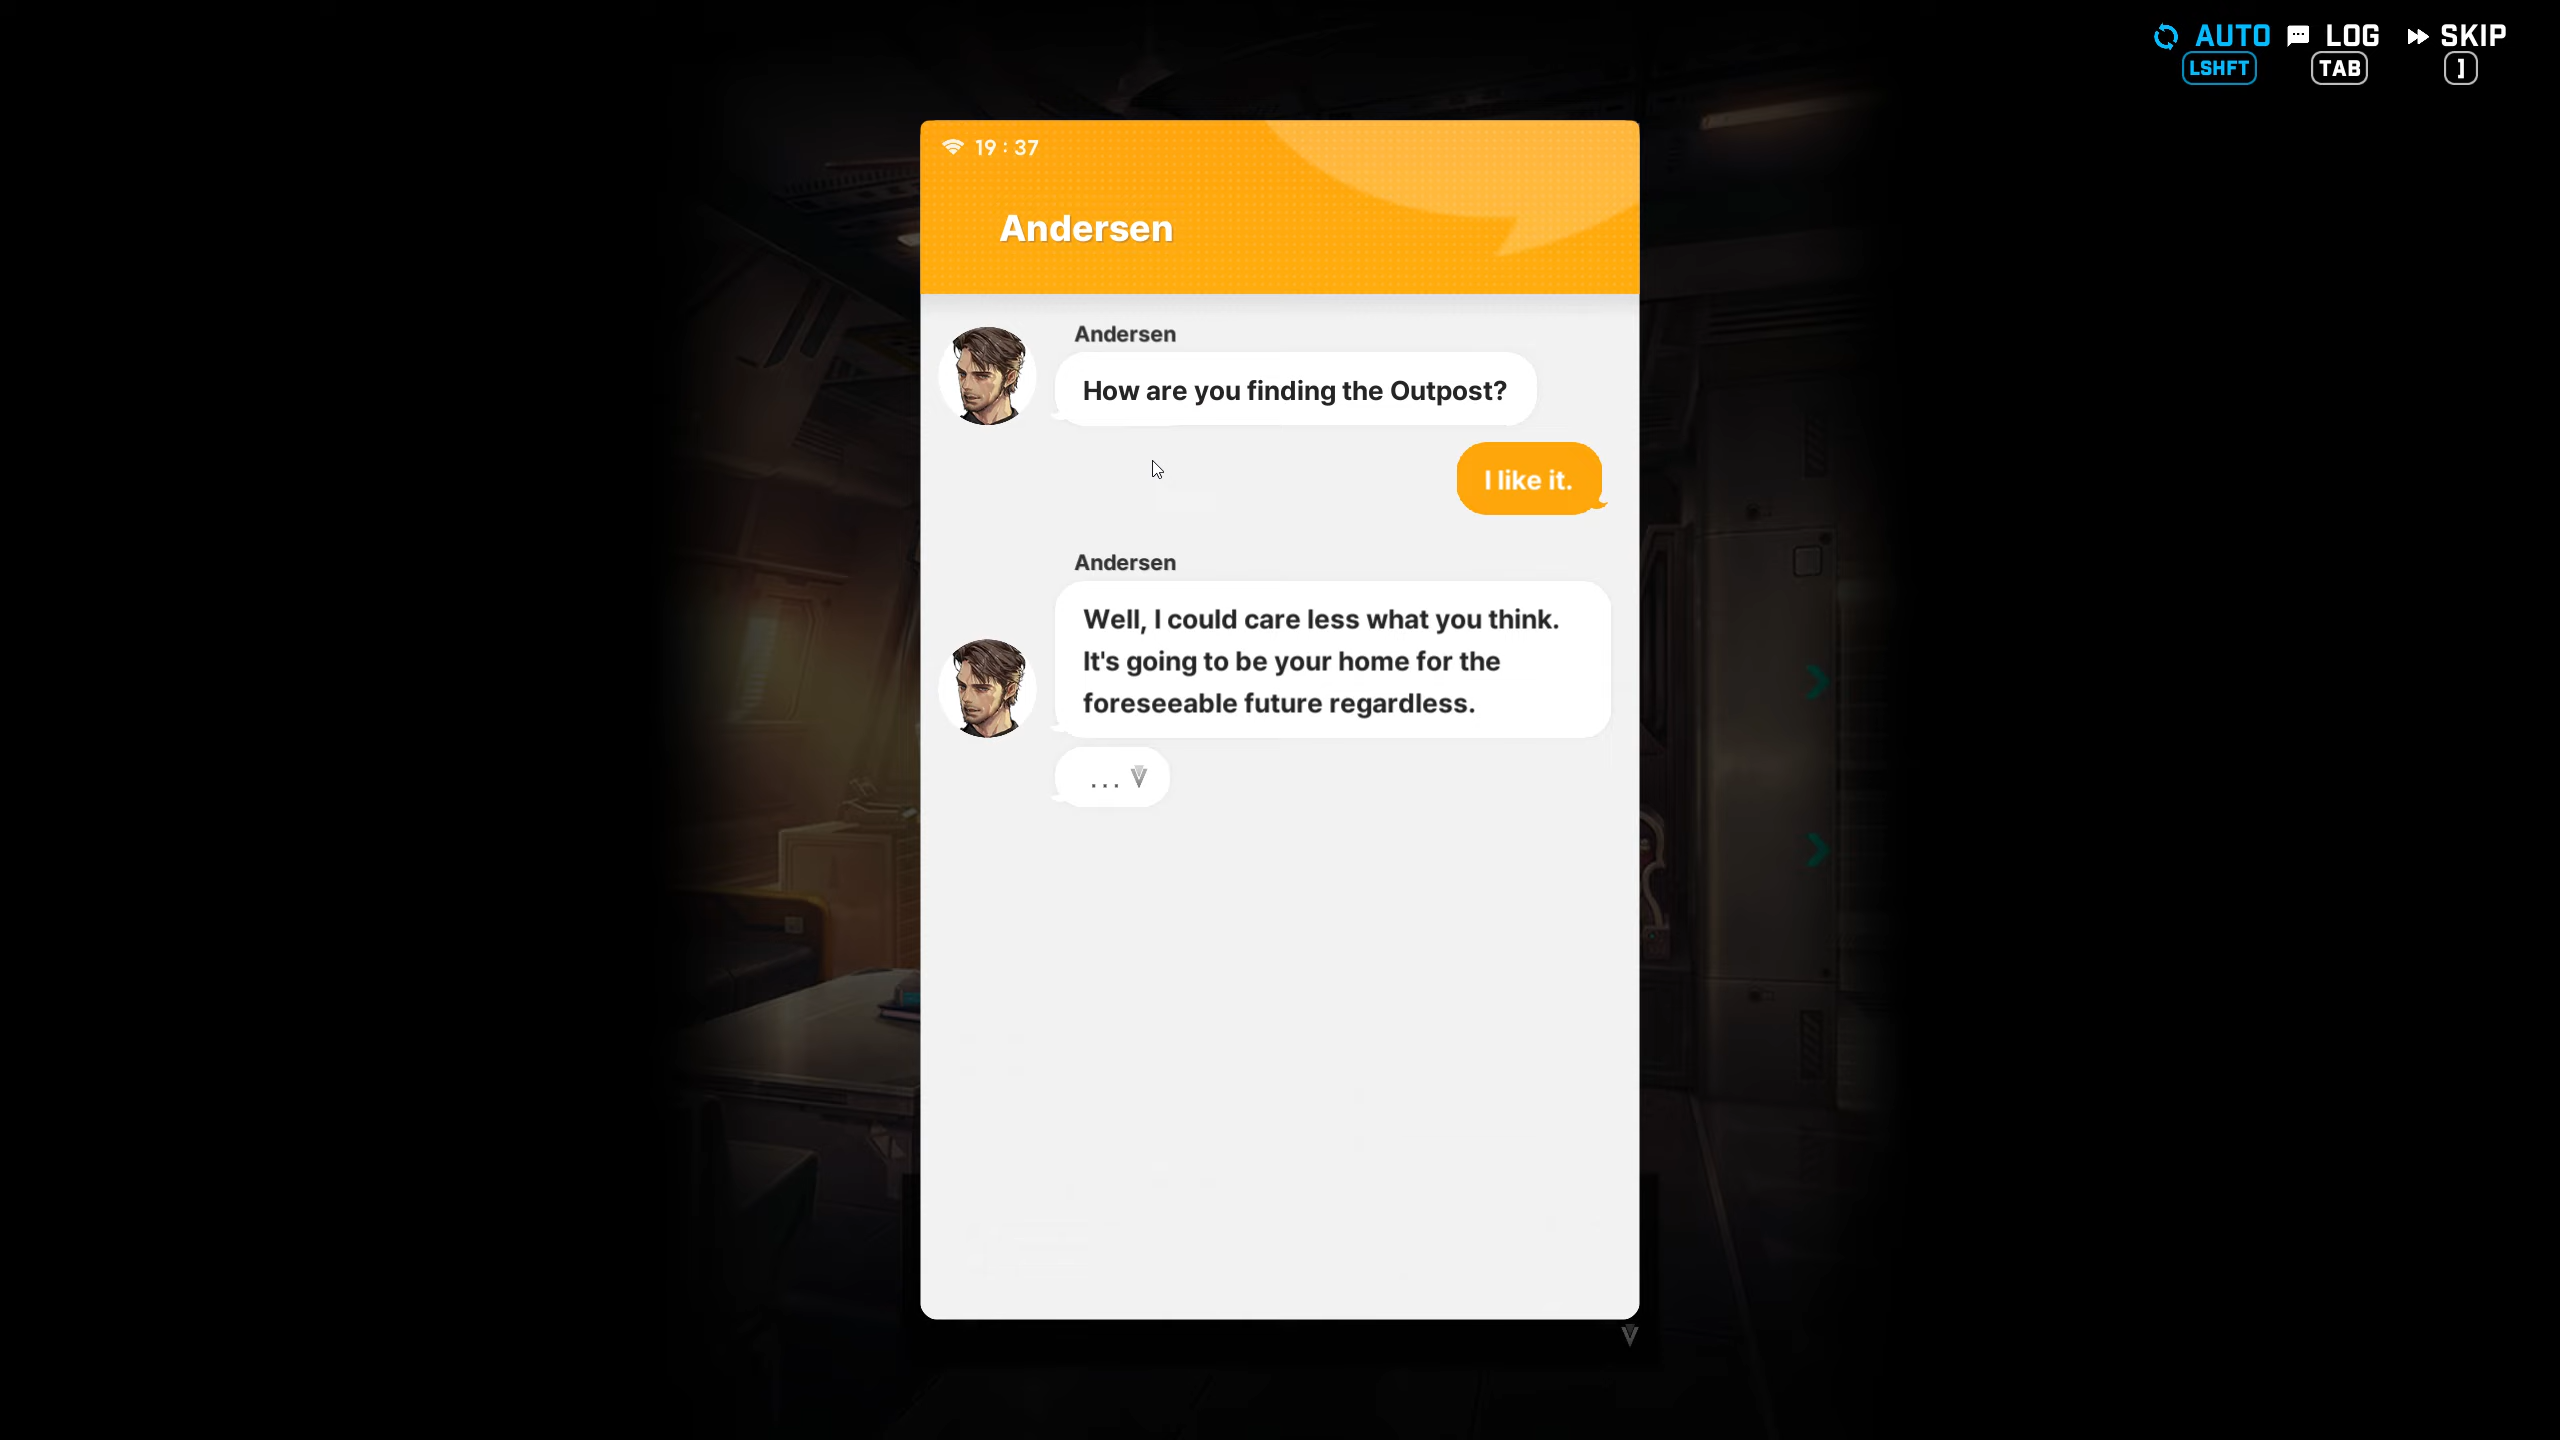 AUTO LOG SKIP
LSHFT TAB ]
19 : 37
Andersen
Andersen
How are you finding the Outpost?
I like it.
Andersen
Well, I could care less what you think.
It's going to be your home for the
foreseeable future regardless.
...